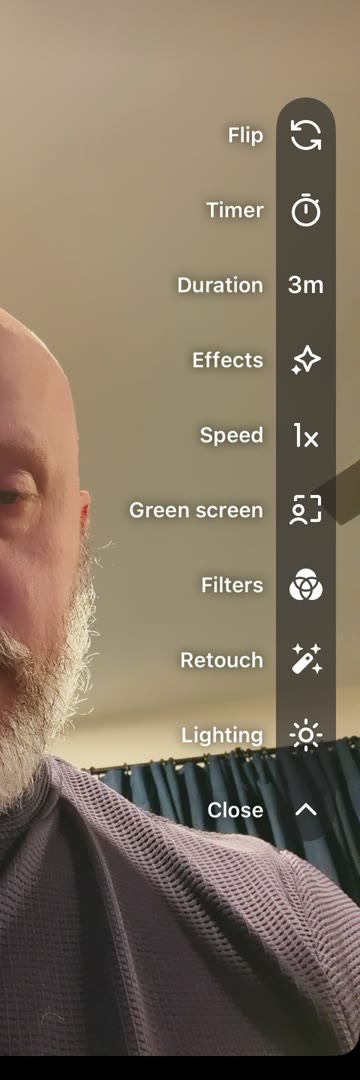 Flip
Timer
Duration 3m
Effects
Speed 1x
Green screen
Filters
Retouch
Lighting
Close